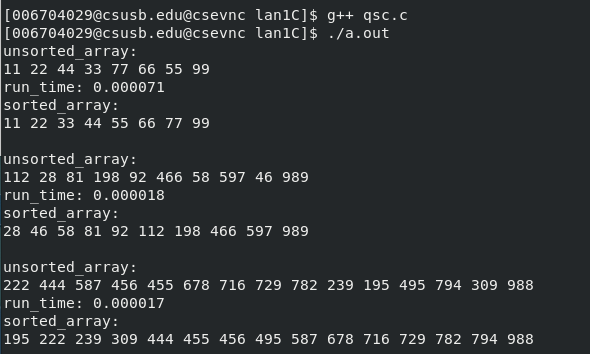 [006704029@csusb.edu@csevnc lan1C]$ g++ qsc.c
[006704029@csusb.edu@csevnc lan1C]$ ./a.out
unsorted_array:
11 22 44 33 77 66 55 99
run_time: 0.000071
sorted_array:
11 22 33 44 55 66 77 99
unsorted_array:
112 28 81 198 92 466 58 597 46 989
run_time: 0.000018
sorted_array:
28 46 58 81 92 112 198 466 597 989
unsorted_array:
222 444 587 456 455 678 716 729 782 239 195 495 794 309 988
run_time: 0.000017
sorted_array:
195 222 239 309 444 455 456 495 587 678 716 729 782 794 988